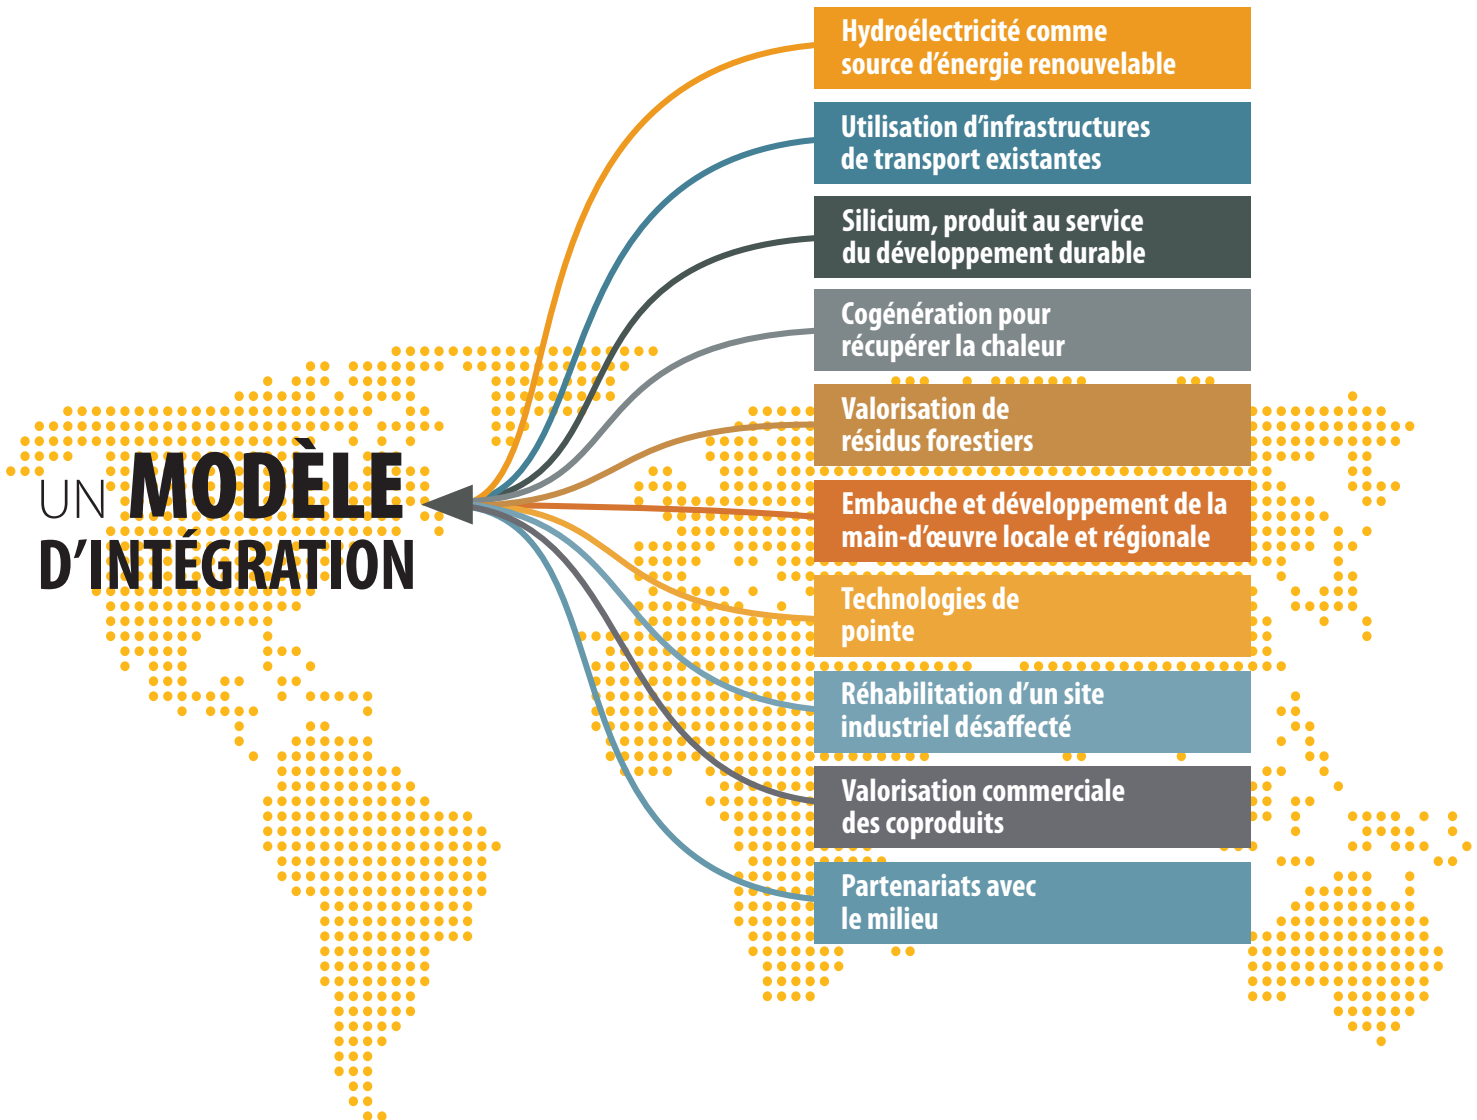 UN MODÈLE
D’INTÉGRATION
Hydroélectricité comme
source d’énergie renouvelable
Utilisation d’infrastructures
de transport existantes
Silicium, produit au service
du développement durable
Cogénération pour
récupérer la chaleur
Valorisation de
résidus forestiers
Embauche et développement de la
main-d’œuvre locale et régionale
Technologies de
pointe
Réhabilitation d’un site
industriel désaffecté
Valorisation commerciale
des coproduits
Partenariats avec
le milieu